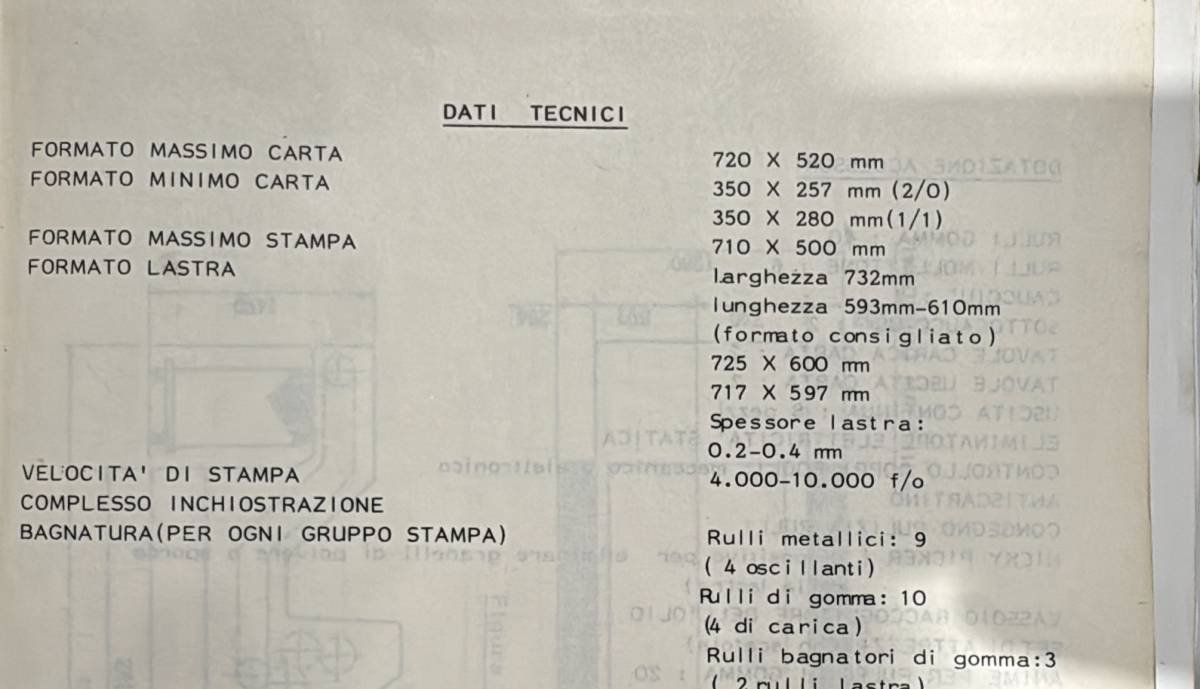 DATI TECNICI
FORMATO MASSIMO CARTA 720 X 520 mm
FORMATO MINIMO CARTA 350 X 257 mm (2/0)
350 X 280 mm(1/1)
FORMATO MASSIMO STAMPA 710 X 500 mm
FORMATO LASTRA larghezza 732mm
lunghezza 593mm-610mm
(formato consigliato)
725 X 600 mm
717 X 597 mm
Spessore lastra:
0.2-0.4 mm
VELOCITA' DI STAMPA 4.000-10.000 f/o
COMPLESSO INCHIOSTRAZIONE
BAGNATURA(PER OGNI GRUPPO STAMPA) Rulli metallici: 9
( 4 oscillanti)
Rulli di gomma: 10
(4 di carica)
Rulli bagnatori di gomma:3
( 2 rulli lastra)